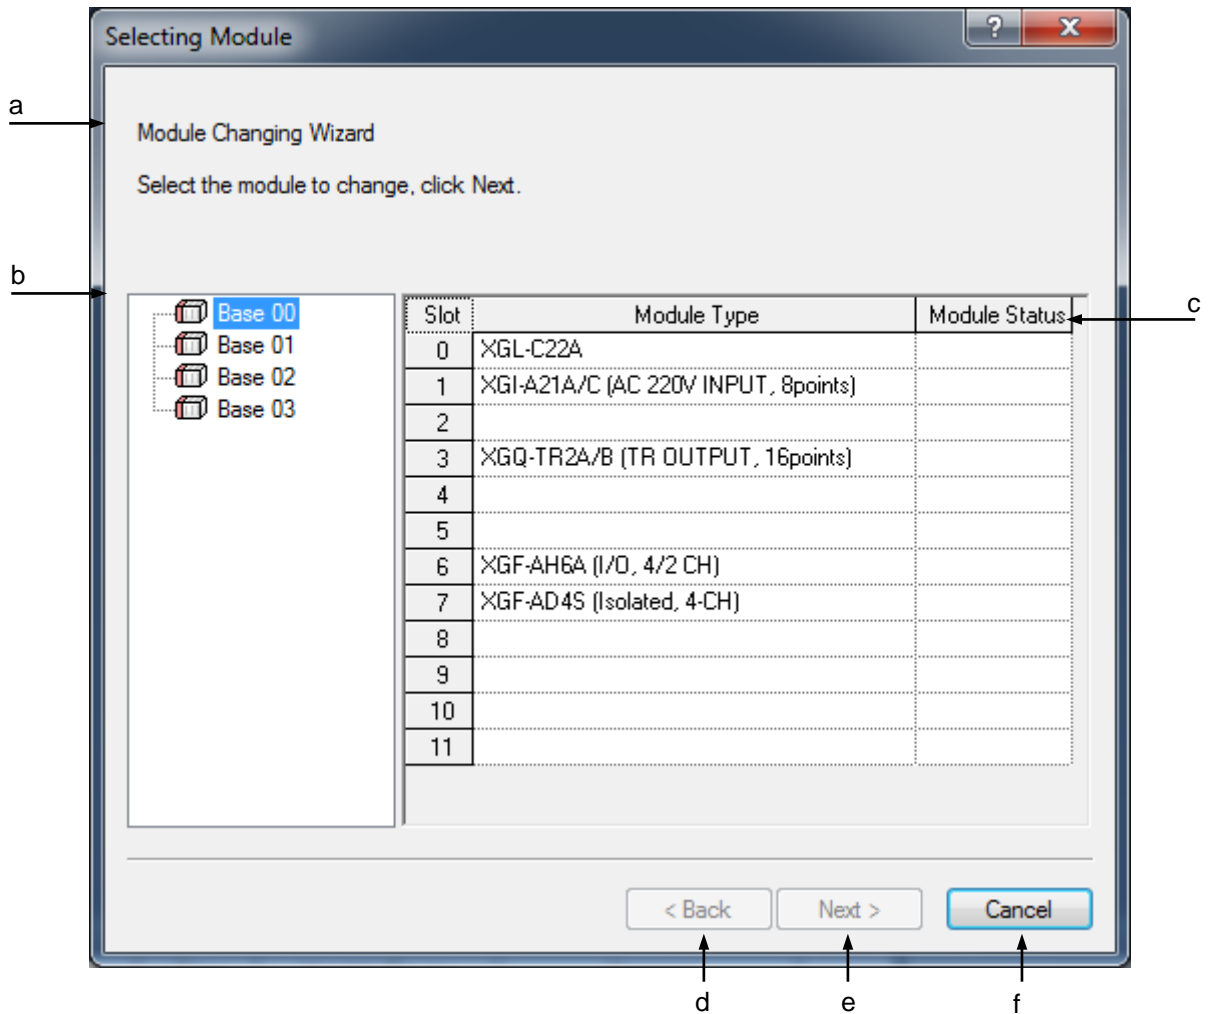 Selecting Module
?
X
a
Module Changing Wizard
Select the module to change, click Next.
b
c
Base 00
Base 01
Base 02
Base 03
Slot Module Type Module Status
0 XGL-C22A
1 XGI-A21A/C (AC 220V INPUT, 8points)
2
3 XGQ-TR2A/B (TR OUTPUT, 16points)
4
5
6 XGF-AH6A (I/O, 4/2 CH)
7 XGF-AD4S (Isolated, 4-CH)
8
9
10
11
< Back Next > Cancel
d e f